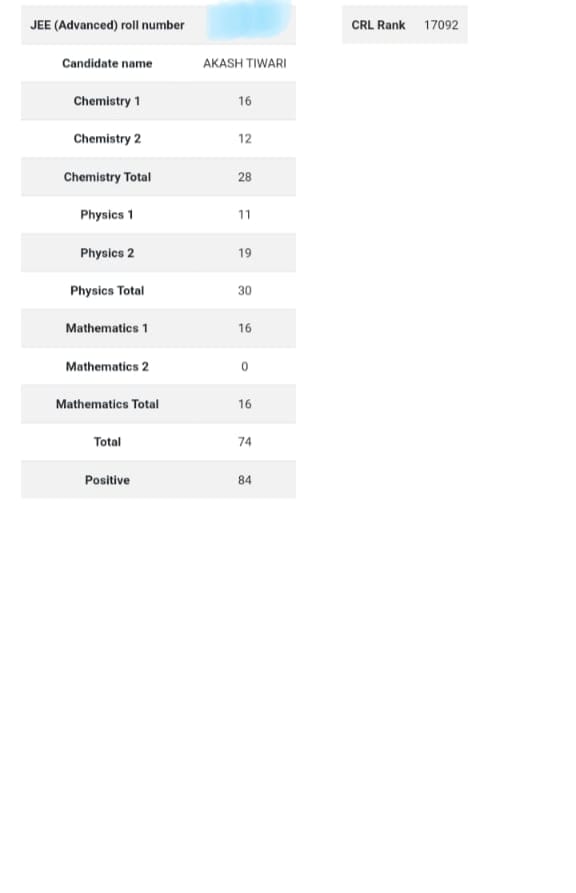 JEE (Advanced) roll number
CRL Rank 17092
Candidate name AKASH TIWARI
Chemistry 1 16
Chemistry 2 12
Chemistry Total 28
Physics 1 11
Physics 2 19
Physics Total 30
Mathematics 1 16
Mathematics 2 0
Mathematics Total 16
Total 74
Positive 84